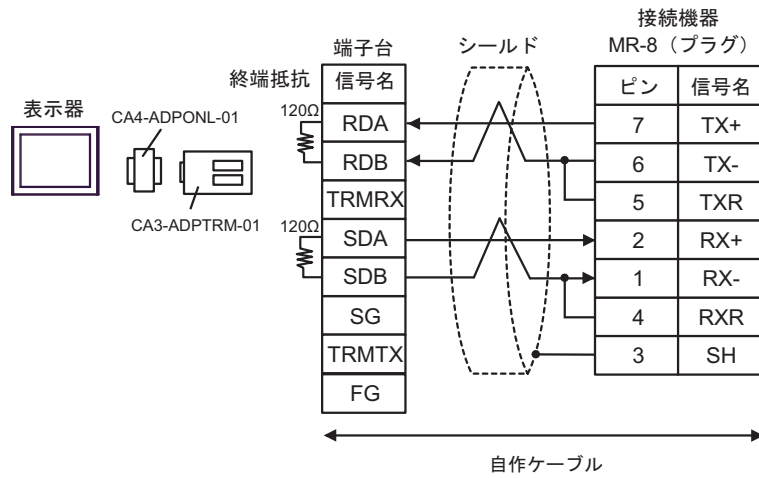 接続機器
端子台 シールド MR-8（プラグ）
終端抵抗 信号名 ピン 信号名
表示器
CA4-ADPONL-01
CA3-ADPTRM-01
120Ω
RDA 7 TX+
RDB 6 TX-
TRMRX 5 TXR
120Ω
SDA 2 RX+
SDB 1 RX-
SG 4 RXR
TRMTX 3 SH
FG
自作ケーブル